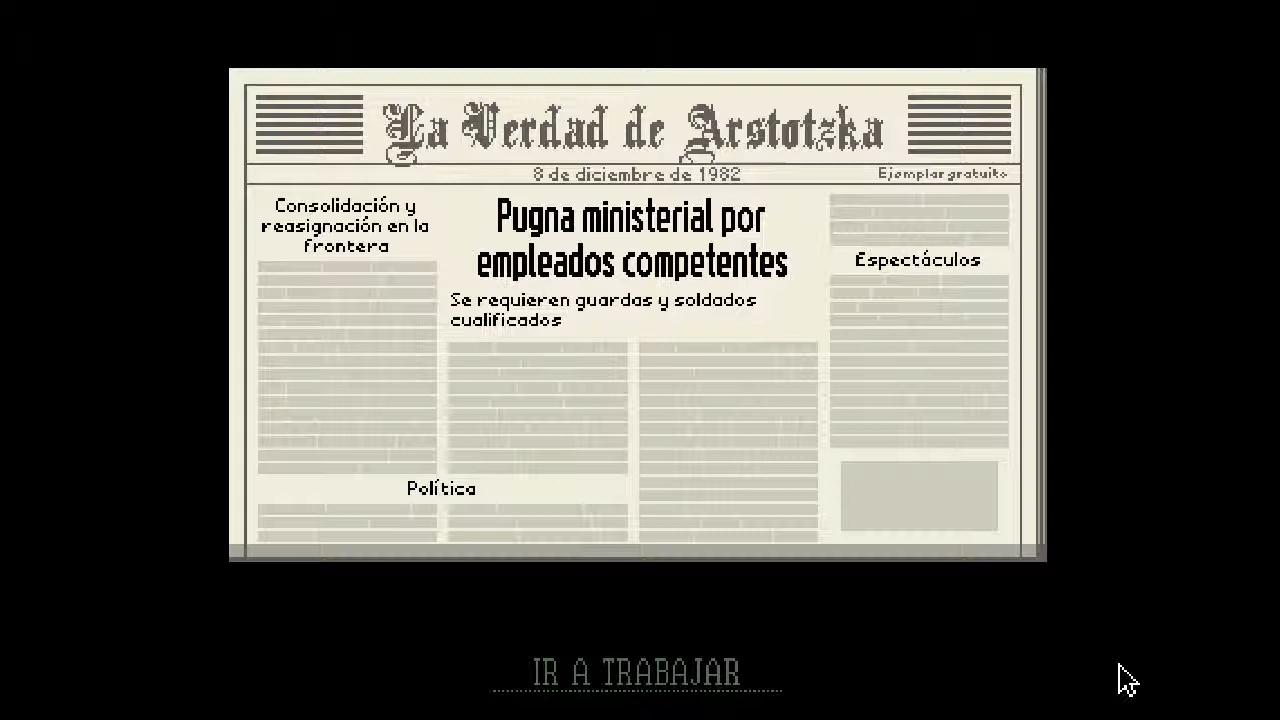 La Verdad de Arstotzka
8 de diciembre de 1982
Ejemplar gratuito
Consolidación y
reasignación en la
frontera
Pugna ministerial por
empleados competentes
Se requieren guardas y soldados
cualificados
Espectáculos
Política
IR A TRABAJAR